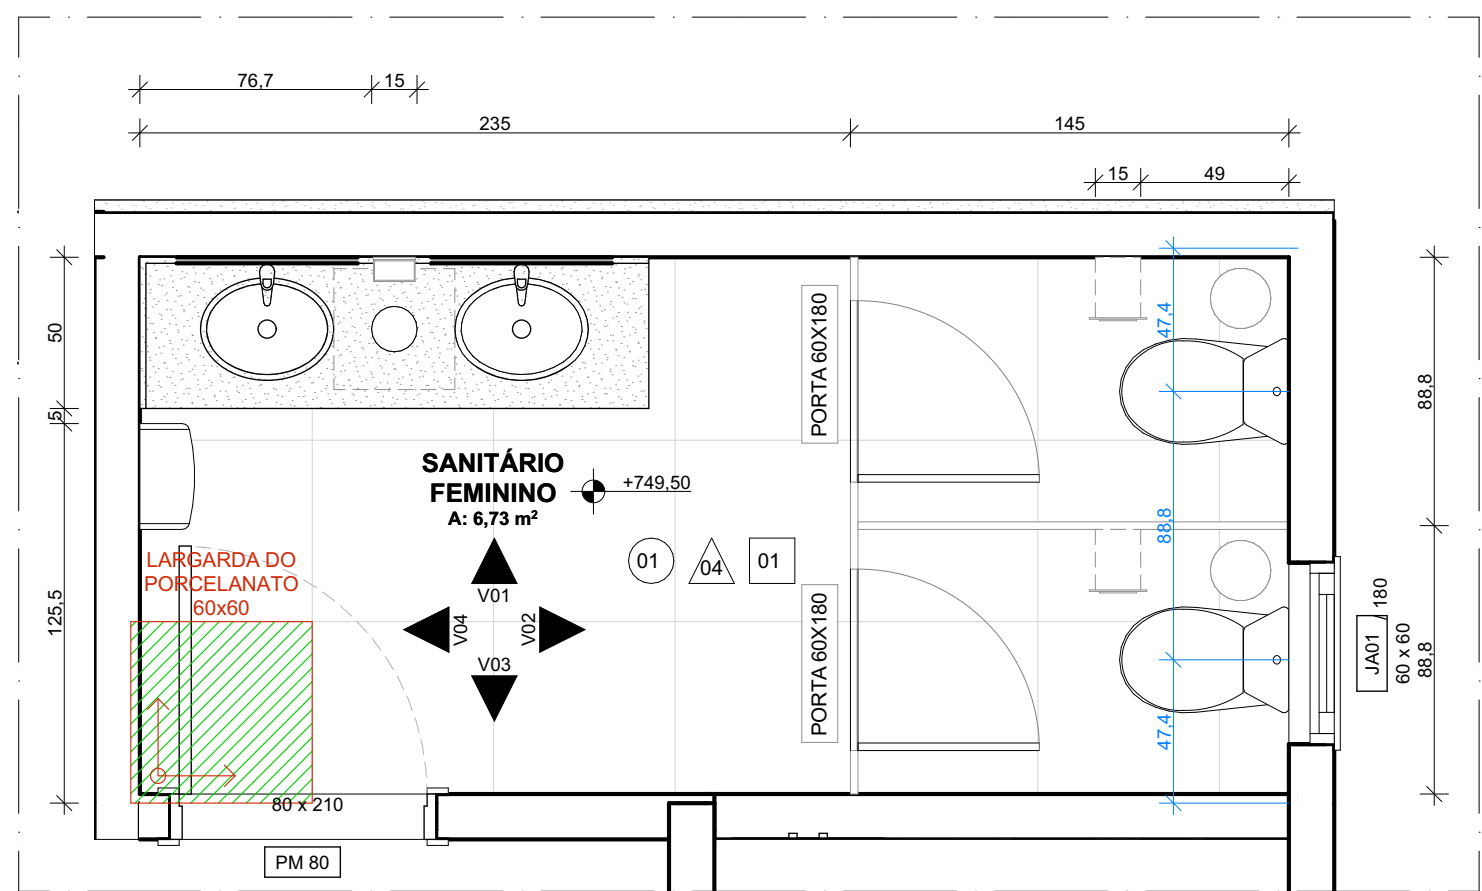 76,7
15
235
145
15
49
50
5
125,5
PORTA 60X180
47,4
88,8
SANITÁRIO
FEMININO
A: 6,73 m²
+749,50
88,8
LARGARDA DO
PORCELANATO
60x60
01
04
01
V01
V04
V02
V03
PORTA 60X180
47,4
JA01
180
60 x 60
88,8
80 x 210
PM 80